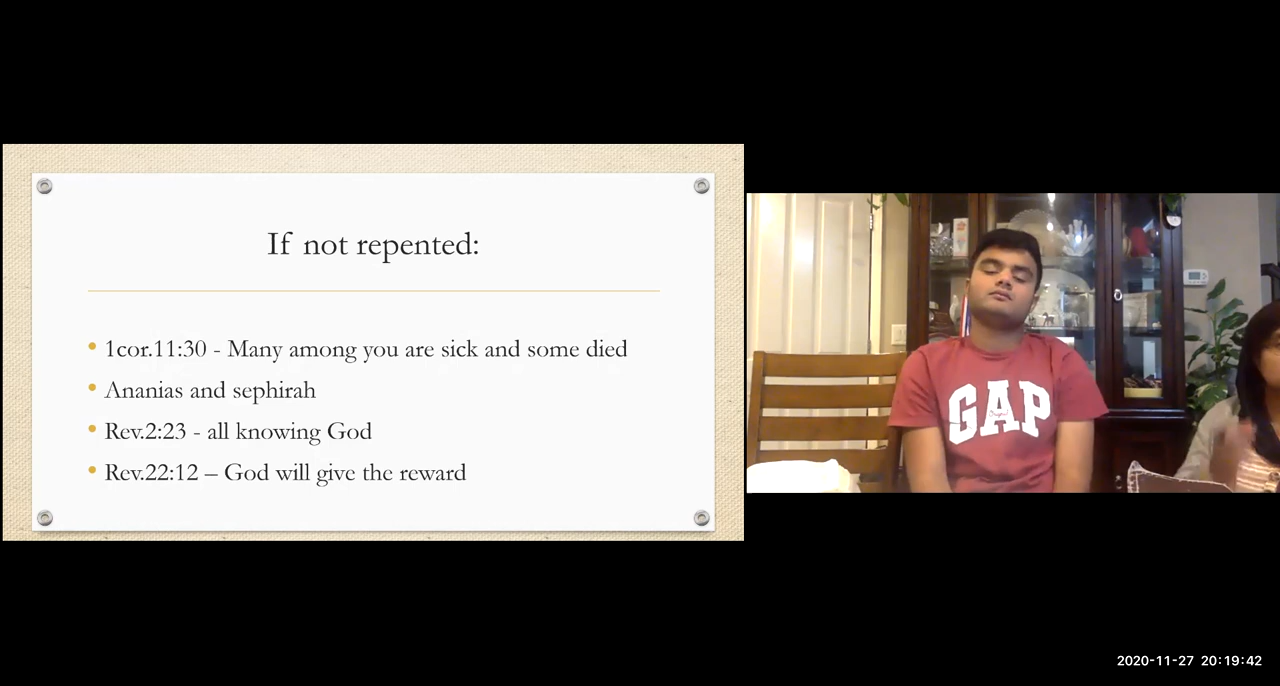 If not repented:
• 1cor.11:30 - Many among you are sick and some died
• Ananias and sephirah
• Rev.2:23 - all knowing God
• Rev.22:12 – God will give the reward
GAP
2020-11-27 20:19:42